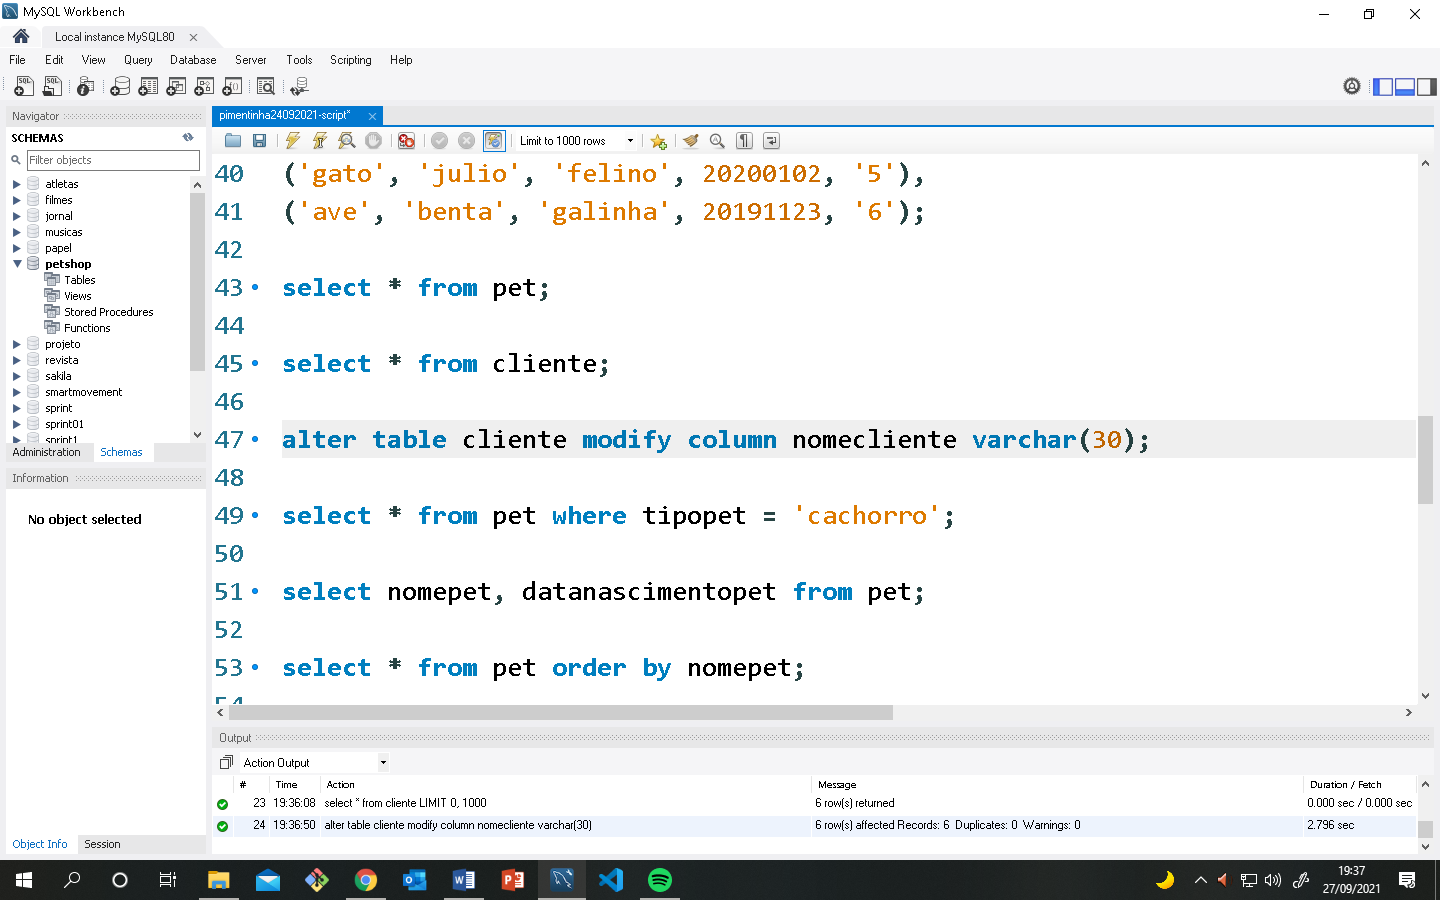 MySQL Workbench
Local instance MySQL80
File Edit View Query Database Server Tools Scripting Help
Navigator
SCHEMAS
Filter objects
atletas
filmes
jornal
musicas
papel
petshop
Tables
Views
Stored Procedures
Functions
projeto
revista
sakila
smartmovement
sprint
sprint01
sprint1
Administration Schemas
Information
No object selected
Object Info Session
pimentinha24092021-script*
Limit to 1000 rows
40 ('gato', 'julio', 'felino', 20200102, '5'),
41 ('ave', 'benta', 'galinha', 20191123, '6');
42
43 select * from pet;
44
45 select * from cliente;
46
47 alter table cliente modify column nomecliente varchar(30);
48
49 select * from pet where tipopet = 'cachorro';
50
51 select nomepet, datanascimentopet from pet;
52
53 select * from pet order by nomepet;
54
Output
Action Output
# Time Action Message Duration / Fetch
23 19:36:08 select * from cliente LIMIT 0, 1000 6 row(s) returned 0.000 sec / 0.000 sec
24 19:36:50 alter table cliente modify column nomecliente varchar(30) 6 row(s) affected Records: 6 Duplicates: 0 Warnings: 0 2.796 sec
19:37
27/09/2021